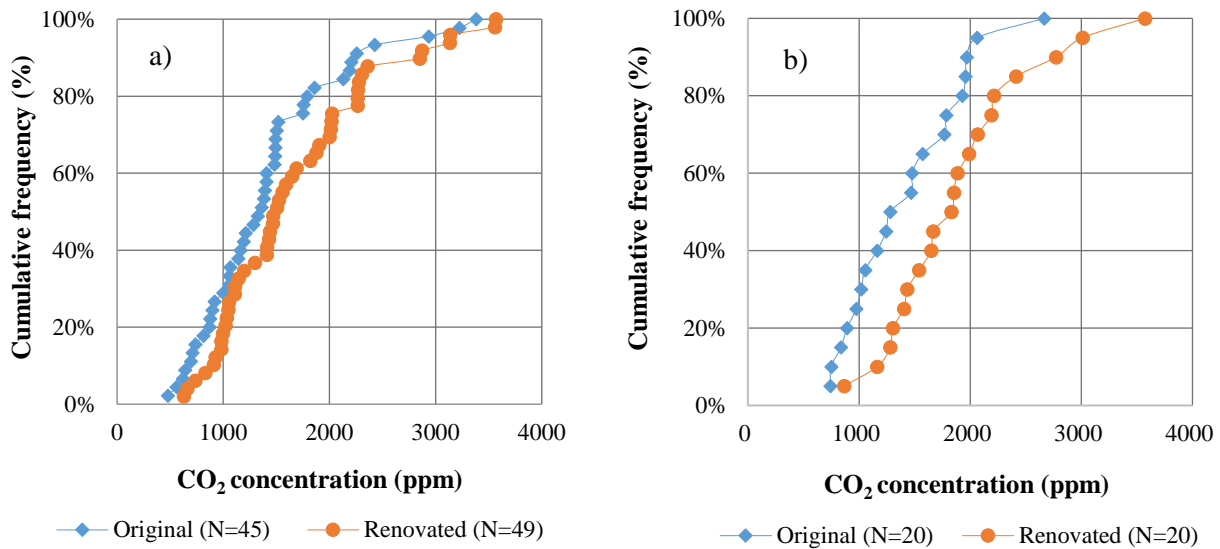 a)
Cumulative frequency (%)
100%
80%
60%
40%
20%
0%
0 1000 2000 3000 4000
CO2 concentration (ppm)
Original (N=45) Renovated (N=49)
b)
Cumulative frequency (%)
100%
80%
60%
40%
20%
0%
0 1000 2000 3000 4000
CO2 concentration (ppm)
Original (N=20) Renovated (N=20)